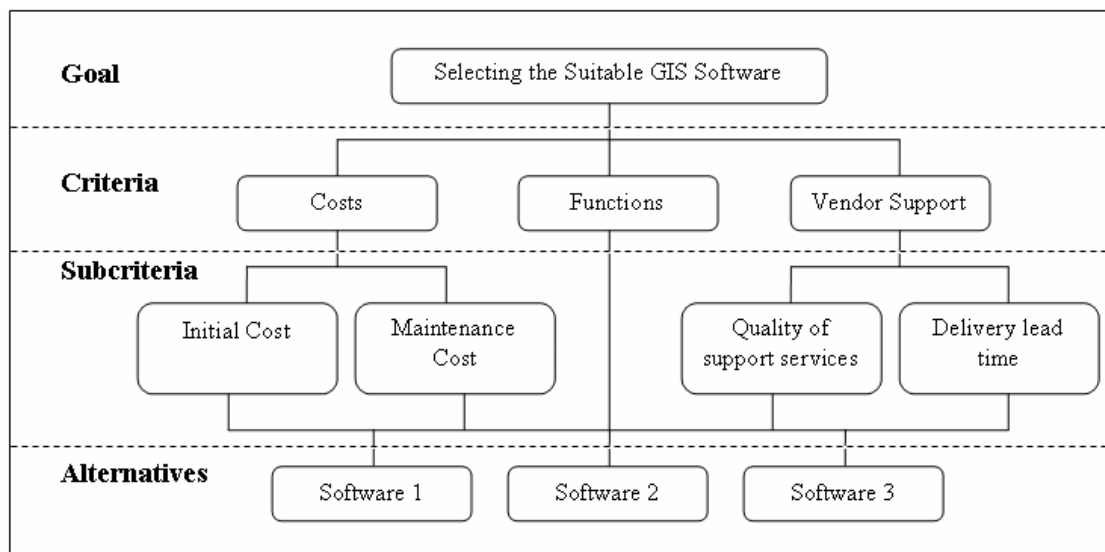 Goal
Selecting the Suitable GIS Software
Criteria
Costs
Functions
Vendor Support
Subcriteria
Initial Cost
Maintenance
Cost
Quality of
support services
Delivery lead
time
Alternatives
Software 1
Software 2
Software 3